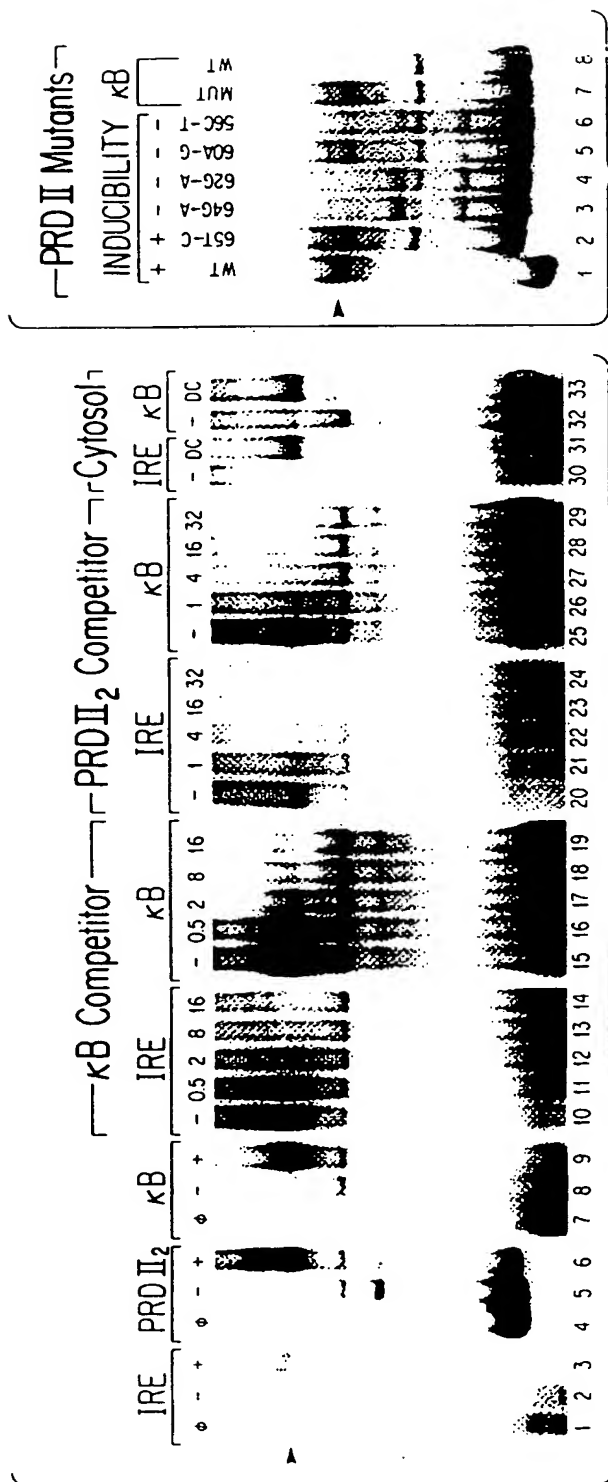 κB Competitor PRDII₂ Competitor Cytosol
IRE PRDII₂ κB IRE κB IRE κB IRE κB
φ - + φ - + φ - + - 0.5 2 8 16 - 0.5 2 8 16 - 1 4 16 32 - 1 4 16 32 - DC - DC
1 2 3 4 5 6 7 8 9 10 11 12 13 14 15 16 17 18 19 20 21 22 23 24 25 26 27 28 29 30 31 32 33
PRDII Mutants
INDUCIBILITY κB
+ + - - - -
WT 65T-C 64G-A 62G-A 60A-G 56C-T MUT WT
1 2 3 4 5 6 7 8